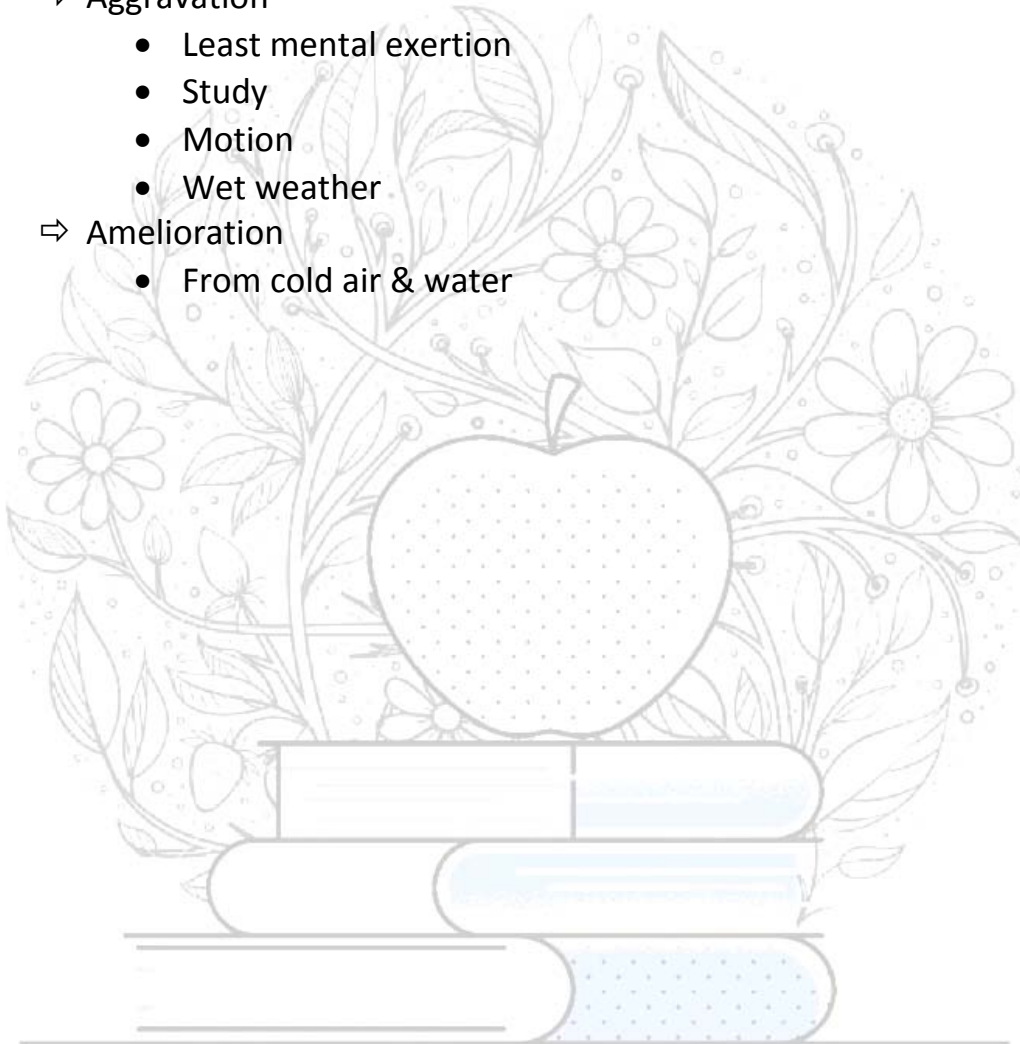 ⇨ Aggravation
• Least mental exertion
• Study
• Motion
• Wet weather
⇨ Amelioration
• From cold air & water